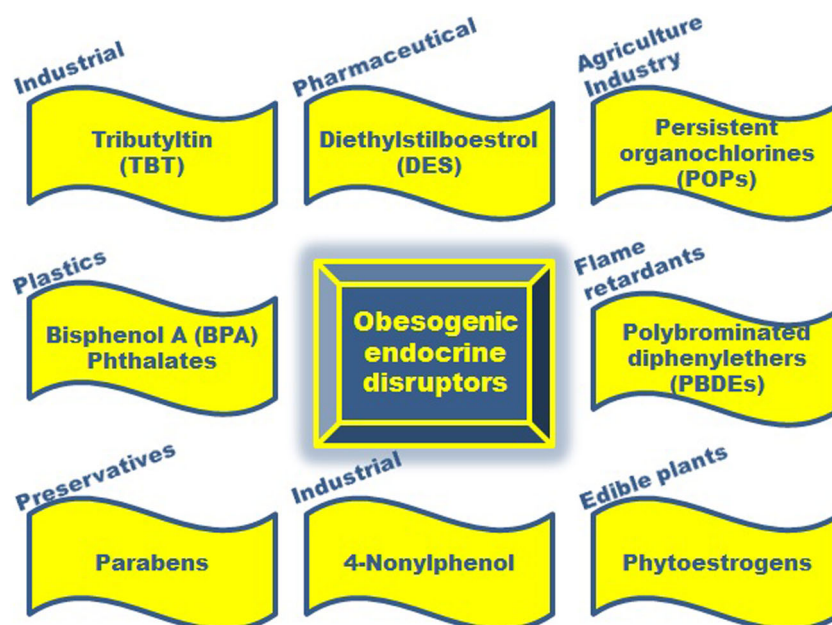 Industrial
Tributyltin
(TBT)
Pharmaceutical
Diethylstilboestrol
(DES)
Agriculture
Industry
Persistent
organochlorines
(POPs)
Plastics
Bisphenol A (BPA)
Phthalates
Obesogenic
endocrine
disruptors
Flame
retardants
Polybrominated
diphenylethers
(PBDEs)
Preservatives
Parabens
Industrial
4-Nonylphenol
Edible plants
Phytoestrogens